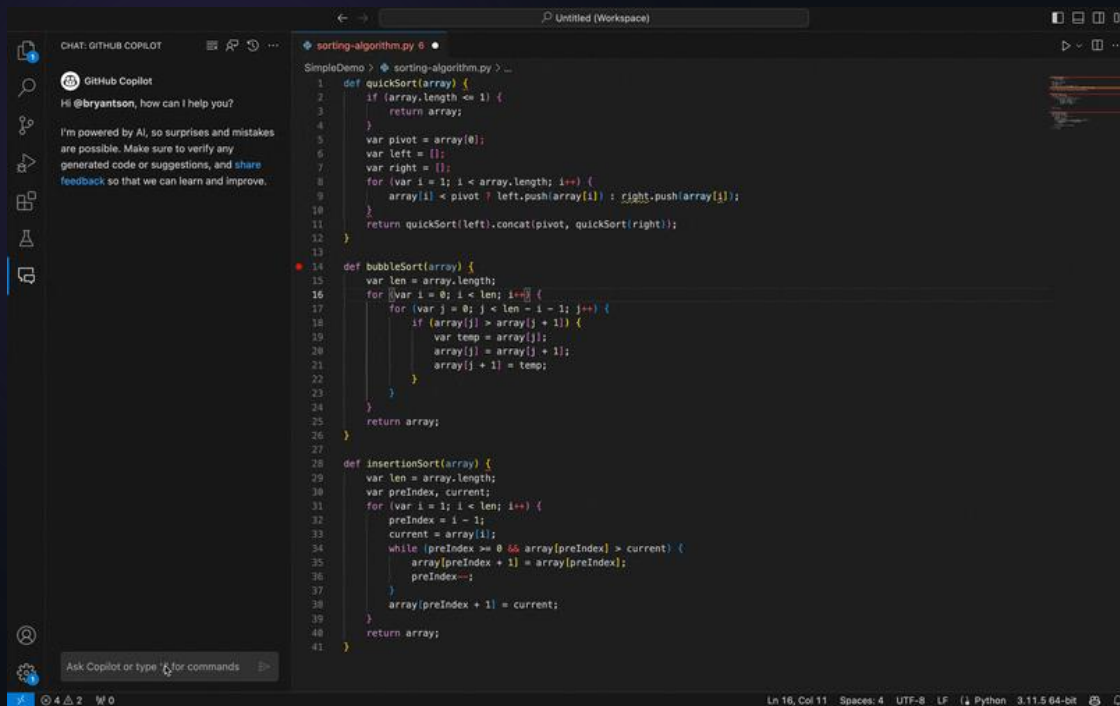 Untitled (Workspace)
CHAT: GITHUB COPILOT
GitHub Copilot
Hi @bryantson, how can I help you?
I'm powered by AI, so surprises and mistakes
are possible. Make sure to verify any
generated code or suggestions, and share
feedback so that we can learn and improve.
Ask Copilot or type '/' for commands
sorting-algorithm.py 6
SimpleDemo > sorting-algorithm.py > ...
1 def quickSort(array) {
2 if (array.length <= 1) {
3 return array;
4 }
5 var pivot = array[0];
6 var left = [];
7 var right = [];
8 for (var i = 1; i < array.length; i++) {
9 array[i] < pivot ? left.push(array[i]) : right.push(array[i]);
10 }
11 return quickSort(left).concat(pivot, quickSort(right));
12 }
13
14 def bubbleSort(array) {
15 var len = array.length;
16 for (var i = 0; i < len; i++) {
17 for (var j = 0; j < len - i - 1; j++) {
18 if (array[j] > array[j + 1]) {
19 var temp = array[j];
20 array[j] = array[j + 1];
21 array[j + 1] = temp;
22 }
23 }
24 }
25 return array;
26 }
27
28 def insertionSort(array) {
29 var len = array.length;
30 var preIndex, current;
31 for (var i = 1; i < len; i++) {
32 preIndex = i - 1;
33 current = array[i];
34 while (preIndex >= 0 && array[preIndex] > current) {
35 array[preIndex + 1] = array[preIndex];
36 preIndex--;
37 }
38 array[preIndex + 1] = current;
39 }
40 return array;
41 }
4 2 0
Ln 16, Col 11 Spaces: 4 UTF-8 LF Python 3.11.5 64-bit